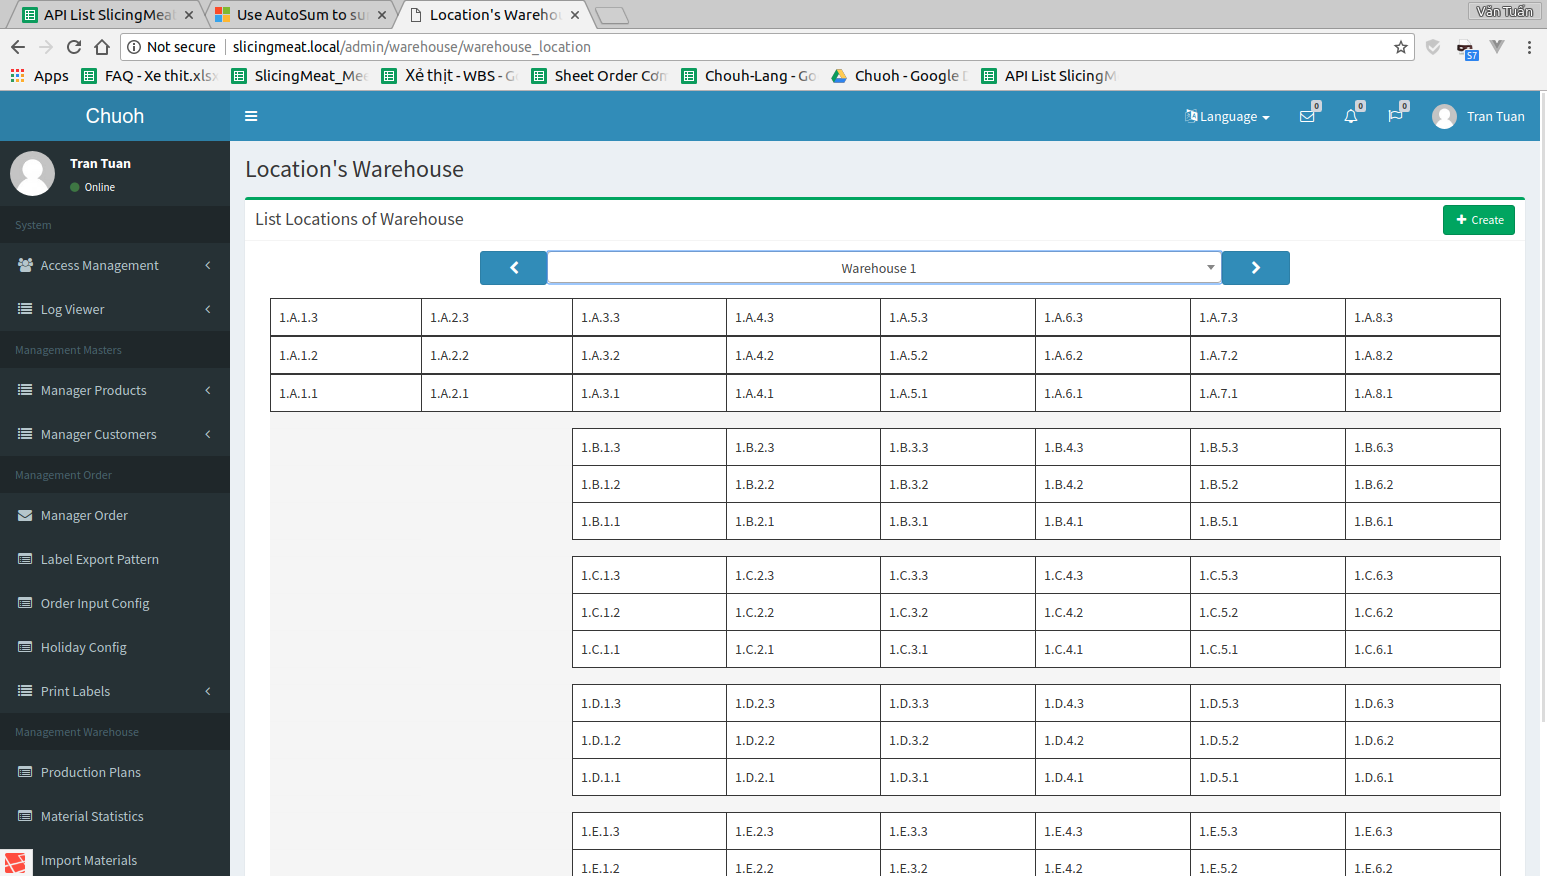 API List SlicingMeat
Use AutoSum to su
Location's Wareho
Văn Tuấn
Not secure
slicingmeat.local/admin/warehouse/warehouse_location
57
Apps
FAQ - Xe thit.xls
SlicingMeat_Mee
Xẻ thịt - WBS - G
Sheet Order Cơm
Chouh-Lang - Go
Chuoh - Google D
API List SlicingM
Chuoh
Language
0
0
0
Tran Tuan
Tran Tuan
Online
System
Access Management
Log Viewer
Management Masters
Manager Products
Manager Customers
Management Order
Manager Order
Label Export Pattern
Order Input Config
Holiday Config
Print Labels
Management Warehouse
Production Plans
Material Statistics
Import Materials
Location's Warehouse
List Locations of Warehouse
Create
Warehouse 1
1.A.1.3 1.A.2.3 1.A.3.3 1.A.4.3 1.A.5.3 1.A.6.3 1.A.7.3 1.A.8.3
1.A.1.2 1.A.2.2 1.A.3.2 1.A.4.2 1.A.5.2 1.A.6.2 1.A.7.2 1.A.8.2
1.A.1.1 1.A.2.1 1.A.3.1 1.A.4.1 1.A.5.1 1.A.6.1 1.A.7.1 1.A.8.1
1.B.1.3 1.B.2.3 1.B.3.3 1.B.4.3 1.B.5.3 1.B.6.3
1.B.1.2 1.B.2.2 1.B.3.2 1.B.4.2 1.B.5.2 1.B.6.2
1.B.1.1 1.B.2.1 1.B.3.1 1.B.4.1 1.B.5.1 1.B.6.1
1.C.1.3 1.C.2.3 1.C.3.3 1.C.4.3 1.C.5.3 1.C.6.3
1.C.1.2 1.C.2.2 1.C.3.2 1.C.4.2 1.C.5.2 1.C.6.2
1.C.1.1 1.C.2.1 1.C.3.1 1.C.4.1 1.C.5.1 1.C.6.1
1.D.1.3 1.D.2.3 1.D.3.3 1.D.4.3 1.D.5.3 1.D.6.3
1.D.1.2 1.D.2.2 1.D.3.2 1.D.4.2 1.D.5.2 1.D.6.2
1.D.1.1 1.D.2.1 1.D.3.1 1.D.4.1 1.D.5.1 1.D.6.1
1.E.1.3 1.E.2.3 1.E.3.3 1.E.4.3 1.E.5.3 1.E.6.3
1.E.1.2 1.E.2.2 1.E.3.2 1.E.4.2 1.E.5.2 1.E.6.2